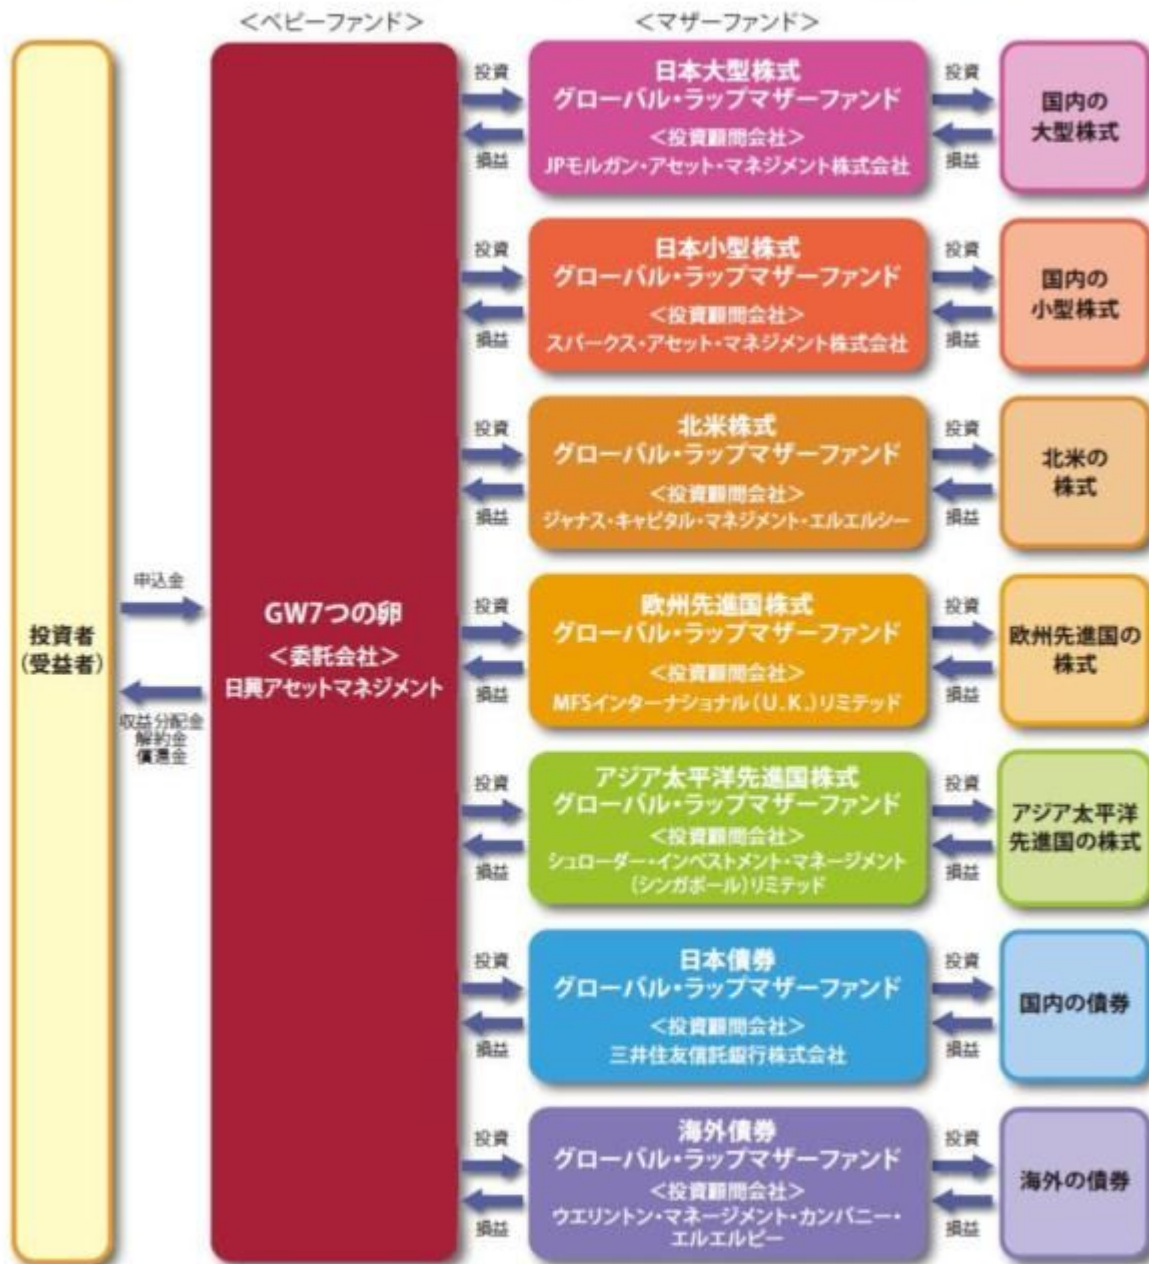 ＜ベビーファンド＞
＜マザーファンド＞
投資者
(受益者)
申込金
収益分配金
解約金
償還金
GW7つの卵
＜委託会社＞
日興アセットマネジメント
投資
損益
日本大型株式
グローバル・ラップマザーファンド
＜投資顧問会社＞
JPモルガン・アセット・マネジメント株式会社
投資
損益
国内の
大型株式
投資
損益
日本小型株式
グローバル・ラップマザーファンド
＜投資顧問会社＞
スパークス・アセット・マネジメント株式会社
投資
損益
国内の
小型株式
投資
損益
北米株式
グローバル・ラップマザーファンド
＜投資顧問会社＞
ジャナス・キャピタル・マネジメント・エルエルシー
投資
損益
北米の
株式
投資
損益
欧州先進国株式
グローバル・ラップマザーファンド
＜投資顧問会社＞
MFSインターナショナル(U.K.)リミテッド
投資
損益
欧州先進国の
株式
投資
損益
アジア太平洋先進国株式
グローバル・ラップマザーファンド
＜投資顧問会社＞
シュローダー・インベストメント・マネージメント
(シンガポール)リミテッド
投資
損益
アジア太平洋
先進国の株式
投資
損益
日本債券
グローバル・ラップマザーファンド
＜投資顧問会社＞
三井住友信託銀行株式会社
投資
損益
国内の債券
投資
損益
海外債券
グローバル・ラップマザーファンド
＜投資顧問会社＞
ウエリントン・マネージメント・カンパニー・
エルエルピー
投資
損益
海外の債券